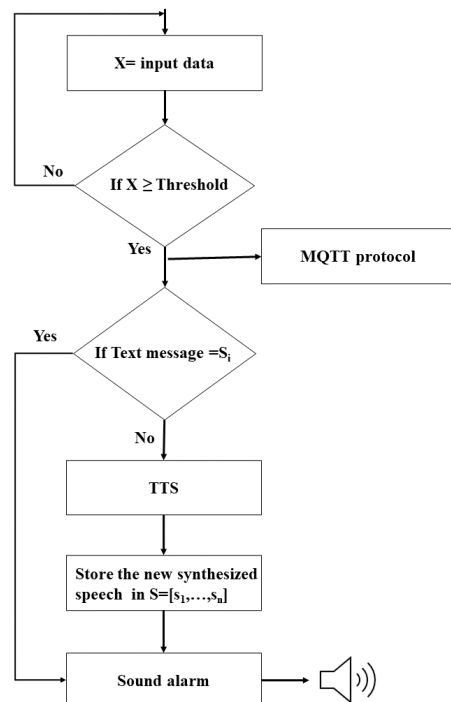 X= input data
No
If X ≥ Threshold
Yes
MQTT protocol
Yes
If Text message =Si
No
TTS
Store the new synthesized
speech in S=[s1,…,sn]
Sound alarm